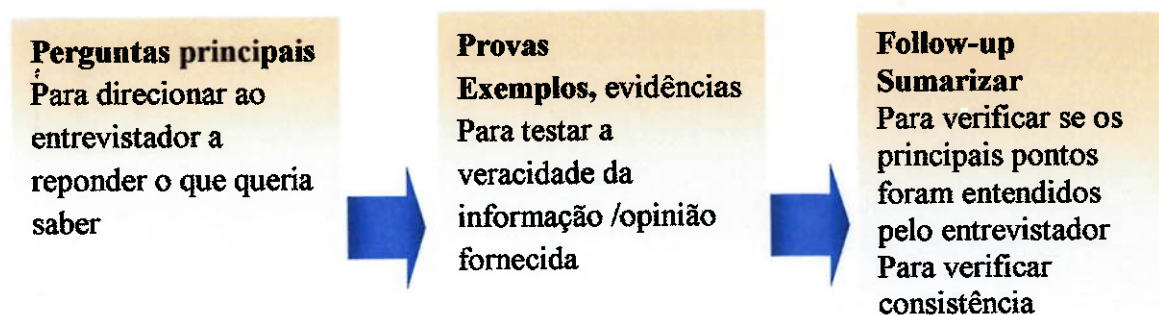 Perguntas principais
Para direcionar ao
entrevistador a
reponder o que queria
saber
Provas
Exemplos, evidências
Para testar a
veracidade da
informação /opinião
fornecida
Follow-up
Sumarizar
Para verificar se os
principais pontos
foram entendidos
pelo entrevistador
Para verificar
consistência